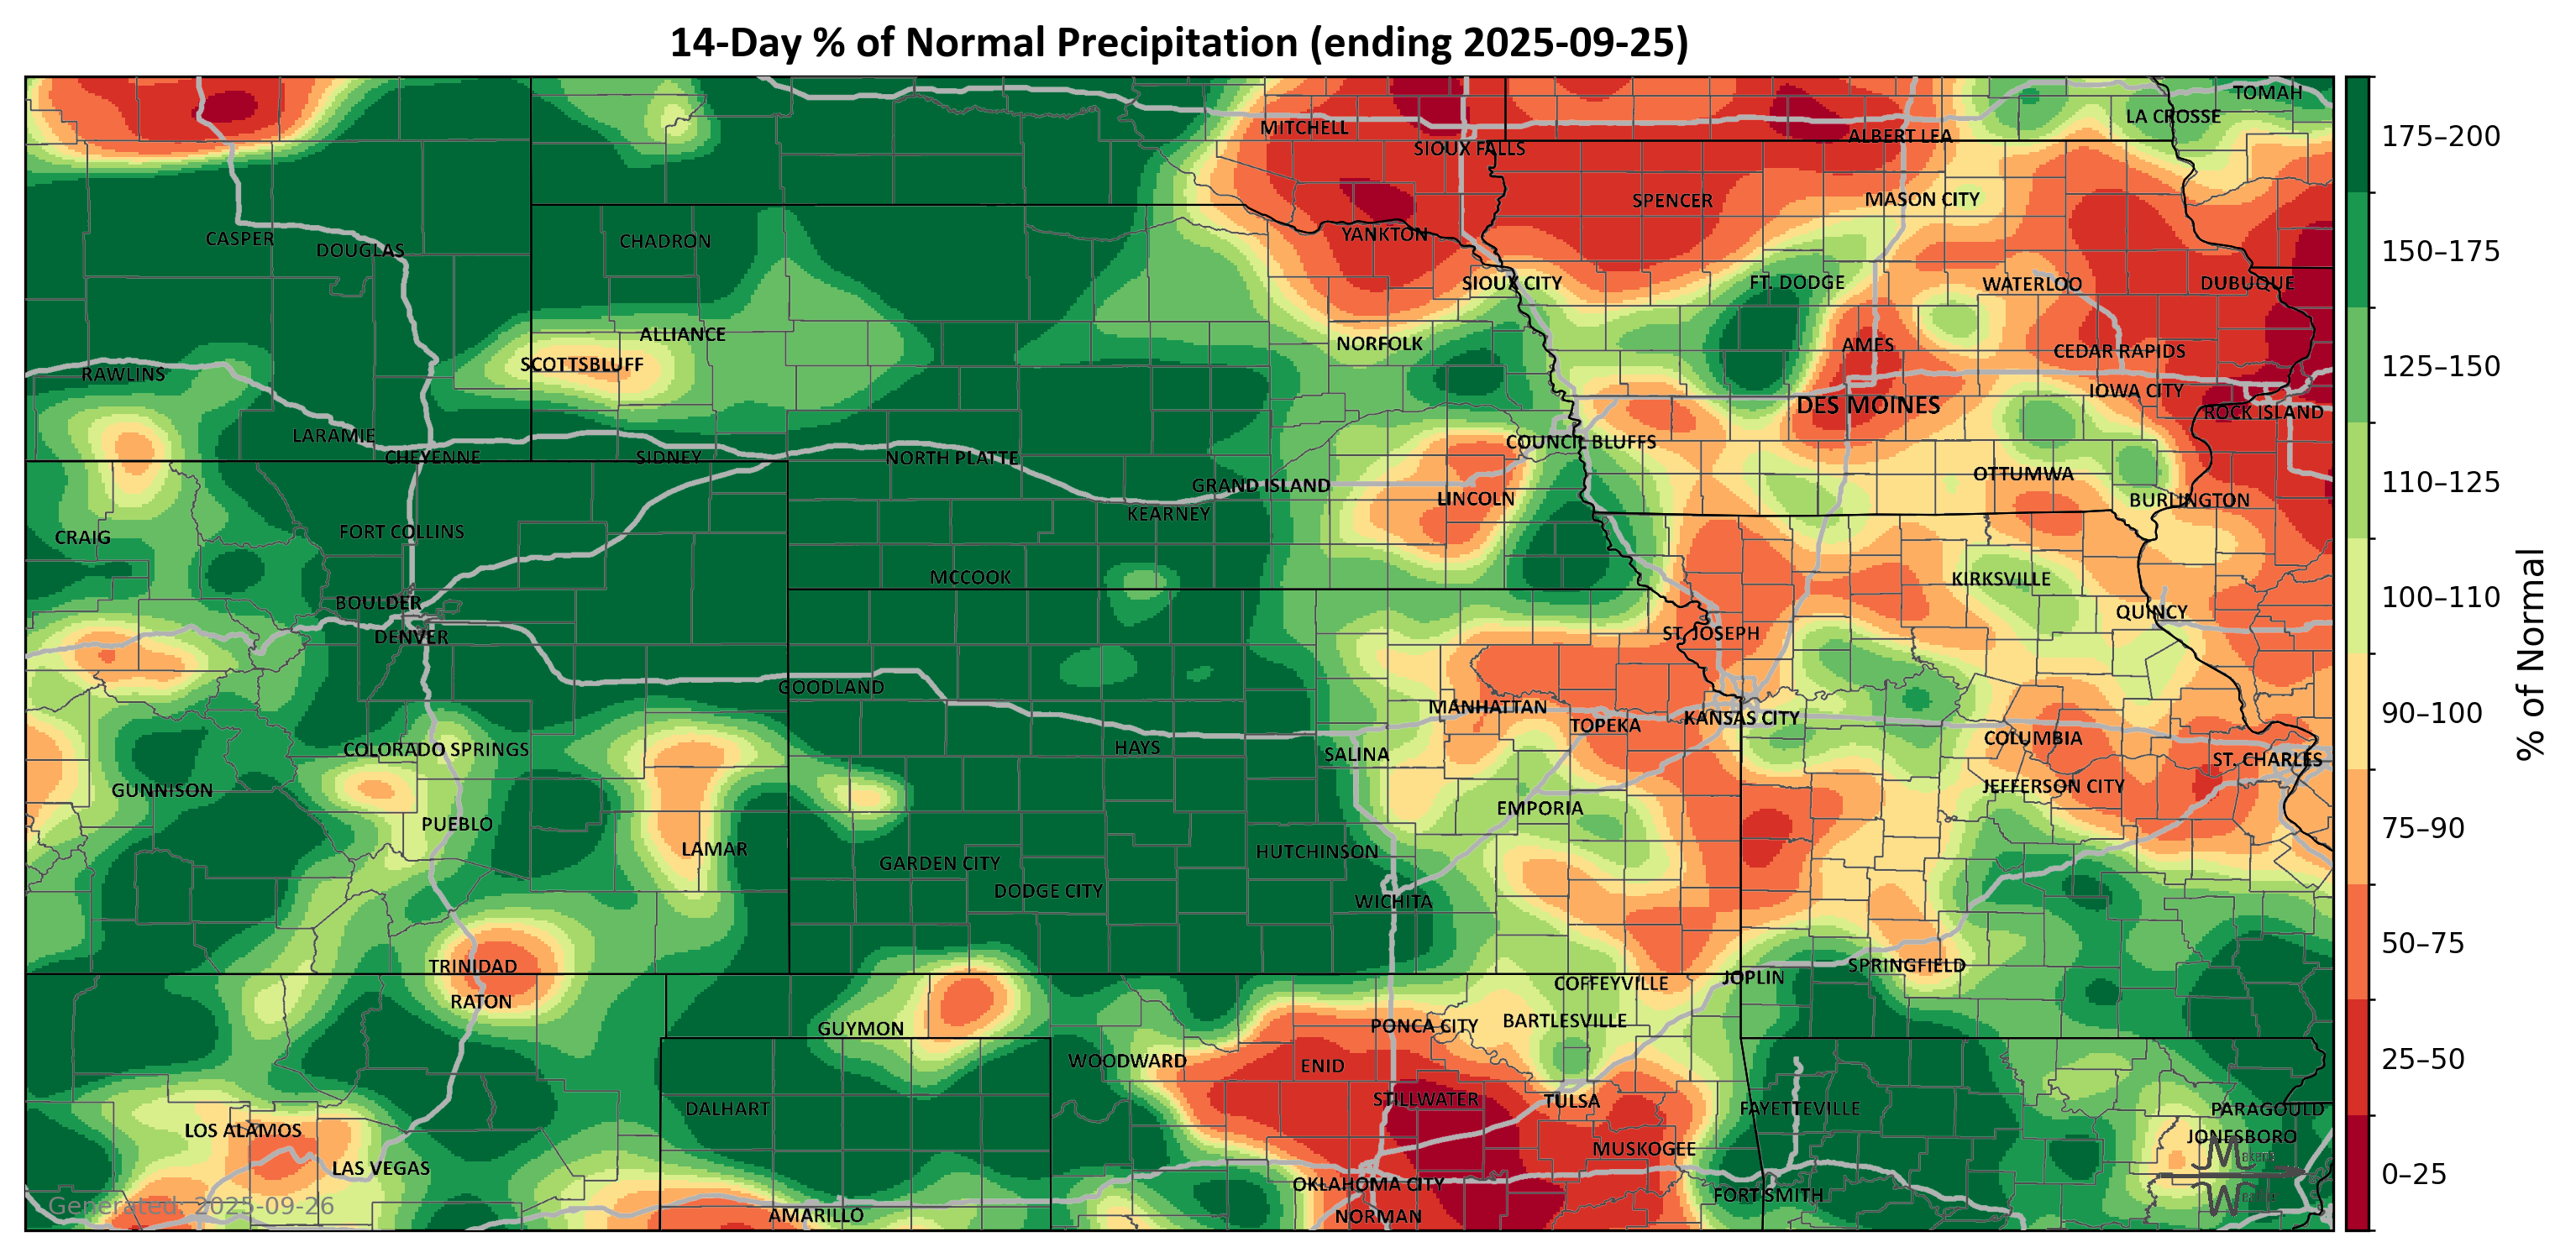 14-Day % of Normal Precipitation (ending 2025-09-25)
TOMAH
LA CROSSE
MITCHELL
ALBERT LEA
SIOUX FALLS
SPENCER
MASON CITY
YANKTON
CASPER
CHADRON
DOUGLAS
SIOUX CITY
FT. DODGE
WATERLOO
DUBUQUE
ALLIANCE
NORFOLK
AMES
CEDAR RAPIDS
SCOTTSBLUFF
RAWLINS
IOWA CITY
DES MOINES
ROCK ISLAND
LARAMIE
COUNCIL BLUFFS
CHEYENNE
SIDNEY
NORTH PLATTE
OTTUMWA
GRAND ISLAND
LINCOLN
BURLINGTON
KEARNEY
FORT COLLINS
CRAIG
MCCOOK
KIRKSVILLE
BOULDER
QUINCY
DENVER
ST. JOSEPH
GOODLAND
MANHATTAN
KANSAS CITY
TOPEKA
COLUMBIA
COLORADO SPRINGS
HAYS
SALINA
ST. CHARLES
GUNNISON
JEFFERSON CITY
EMPORIA
PUEBLO
LAMAR
HUTCHINSON
GARDEN CITY
DODGE CITY
WICHITA
TRINIDAD
SPRINGFIELD
JOPLIN
COFFEYVILLE
RATON
GUYMON
PONCA CITY
BARTLESVILLE
WOODWARD
ENID
STILLWATER
TULSA
DALHART
FAYETTEVILLE
PARAGOULD
LOS ALAMOS
JONESBORO
MUSKOGEE
LAS VEGAS
OKLAHOMA CITY
FORT SMITH
AMARILLO
NORMAN
Generated: 2025-09-26
175–200
150–175
125–150
110–125
100–110
90–100
75–90
50–75
25–50
0–25
% of Normal